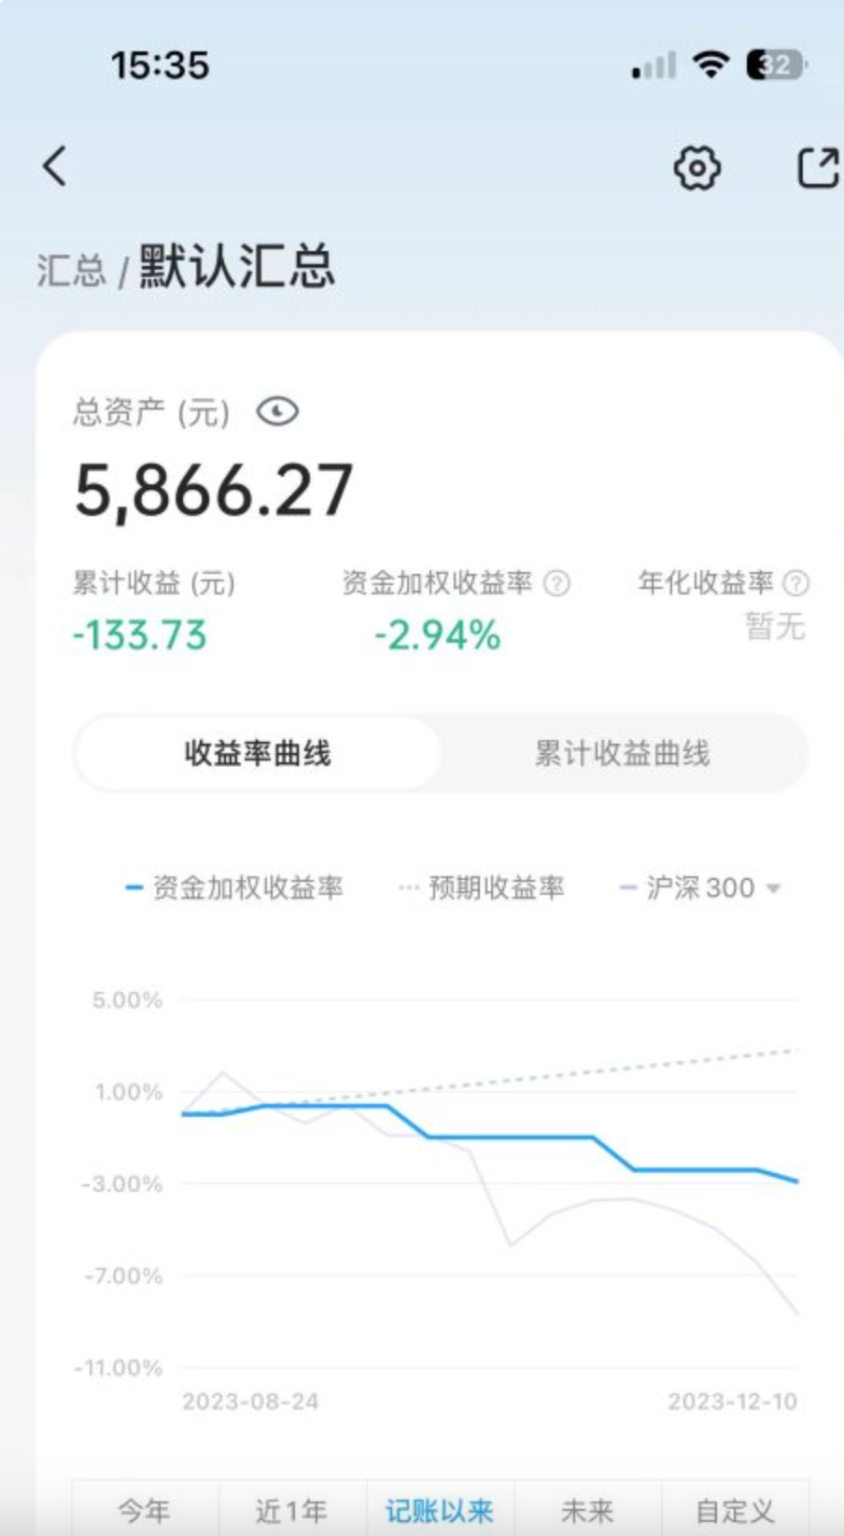 15:35
32
汇总 / 默认汇总
总资产 (元)
5,866.27
累计收益 (元) 资金加权收益率 ? 年化收益率 ?
-133.73 -2.94% 暂无
收益率曲线 累计收益曲线
资金加权收益率 预期收益率 沪深300
5.00%
1.00%
-3.00%
-7.00%
-11.00%
2023-08-24 2023-12-10
今年 近1年 记账以来 未来 自定义